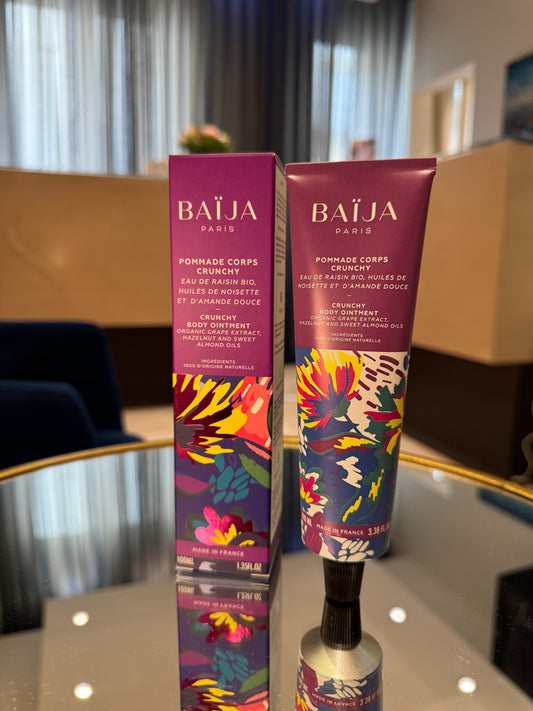 BAÏJA
PARIS
POMMADE CORPS
CRUNCHY
EAU DE RAISIN BIO,
HUILES DE NOISETTE
ET D'AMANDE DOUCE
CRUNCHY
BODY OINTMENT
ORGANIC GRAPE EXTRACT,
HAZELNUT AND SWEET
ALMOND OILS
INGRÉDIENTS
100% D'ORIGINE NATURELLE
MADE IN FRANCE
100ML 1.35FL.OZ
BAÏJA
PARIS
POMMADE CORPS
CRUNCHY
EAU DE RAISIN BIO, HUILES DE
NOISETTE ET D'AMANDE DOUCE
CRUNCHY
BODY OINTMENT
ORGANIC GRAPE EXTRACT,
HAZELNUT AND SWEET ALMOND OILS
INGRÉDIENTS
100% D'ORIGINE NATURELLE
MADE IN FRANCE 3.38 FL.OZ